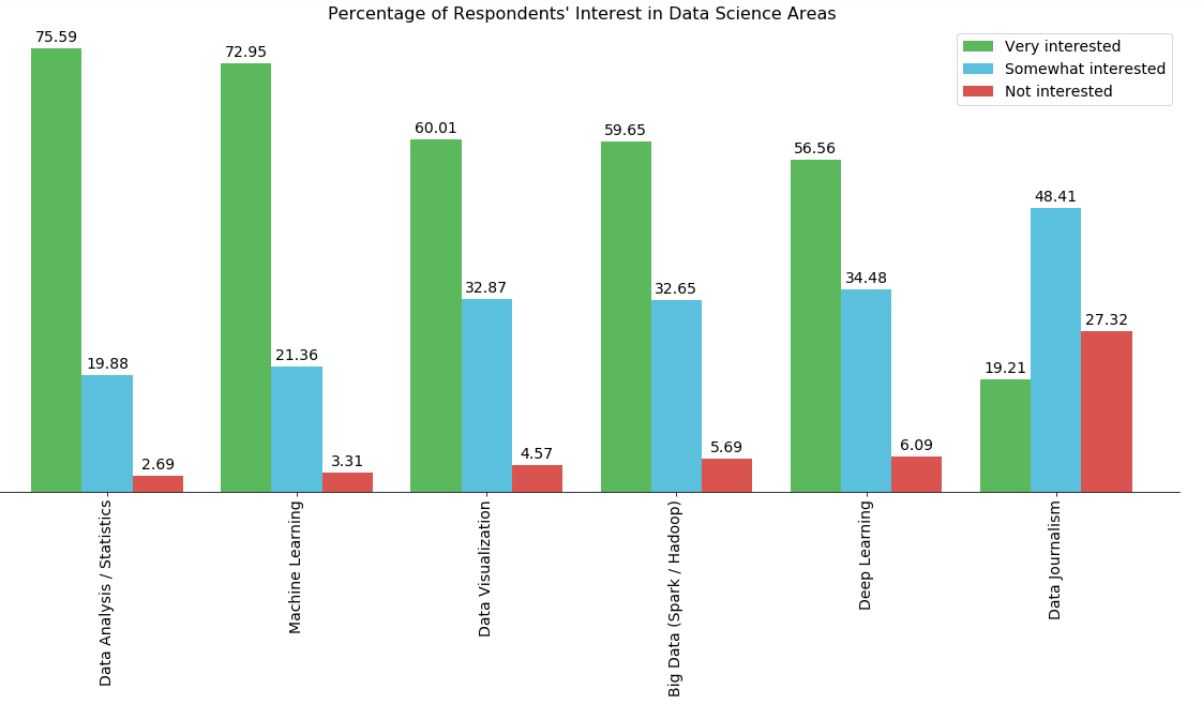 Percentage of Respondents' Interest in Data Science Areas
Very interested
Somewhat interested
Not interested
75.59
19.88
2.69
72.95
21.36
3.31
60.01
32.87
4.57
59.65
32.65
5.69
56.56
34.48
6.09
19.21
48.41
27.32
Data Analysis / Statistics
Machine Learning
Data Visualization
Big Data (Spark / Hadoop)
Deep Learning
Data Journalism